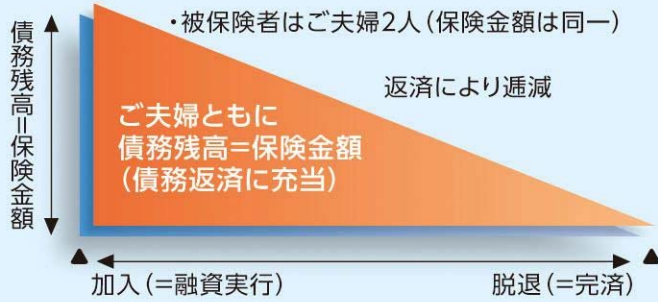 ・被保険者はご夫婦2人(保険金額は同一)
債務残高=保険金額
返済により逓減
ご夫婦ともに
債務残高=保険金額
(債務返済に充当)
加入(=融資実行)
脱退(=完済)